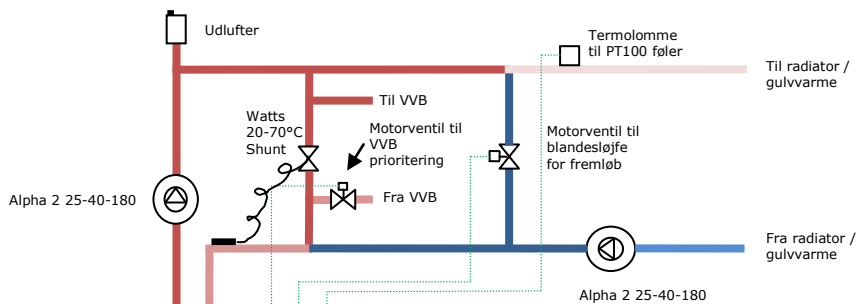 Udlufter
Termolomme
til PT100 føler
Til radiator /
gulvvarme
Til VVB
Watts
20-70°C
Shunt
Motorventil til
VVB
prioritering
Motorventil til
blandesløjfe
for fremløb
Alpha 2 25-40-180
Fra VVB
Fra radiator /
gulvvarme
Alpha 2 25-40-180